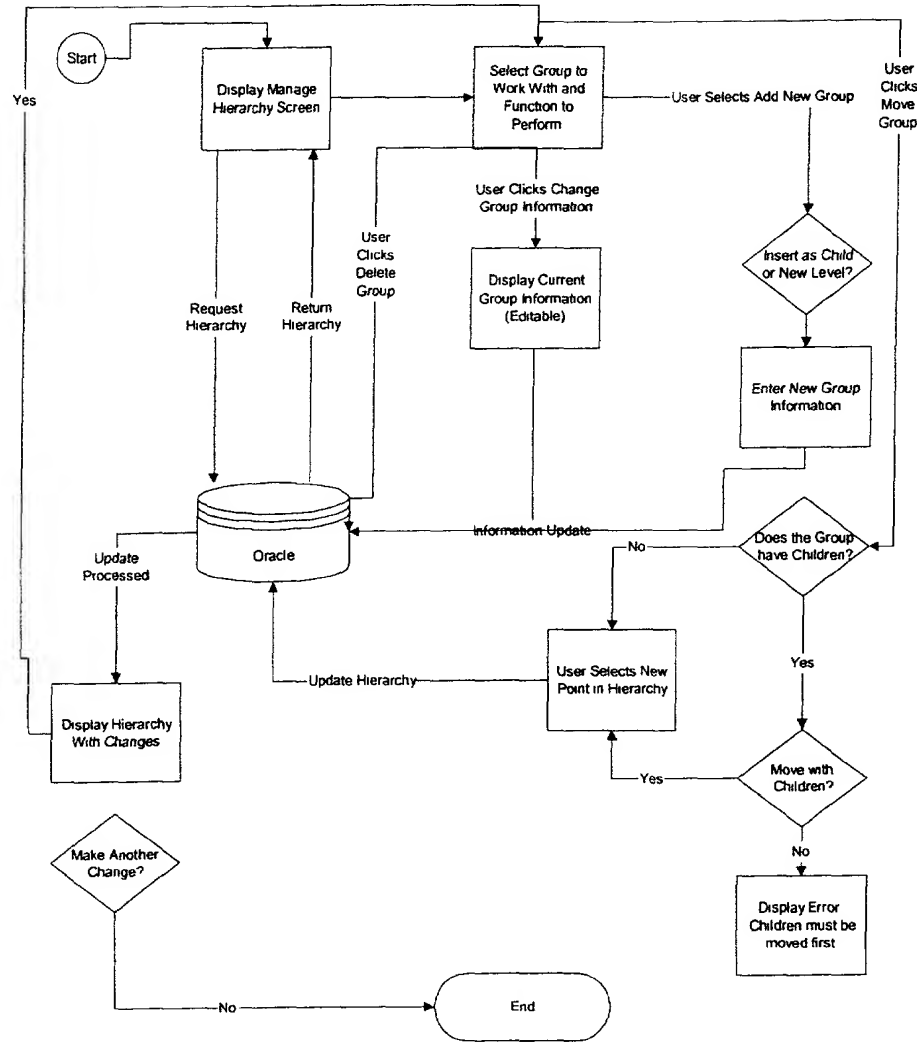 Start
Yes
Display Manage
Hierarchy Screen
Select Group to
Work With and
Function to
Perform
User Selects Add New Group
User
Clicks
Move
Group
User Clicks Change
Group Information
User
Clicks
Delete
Group
Insert as Child
or New Level?
Display Current
Group Information
(Editable)
Request
Hierarchy
Return
Hierarchy
Enter New Group
Information
Information Update
Oracle
Does the Group
have Children?
No
Update
Processed
Yes
User Selects New
Point in Hierarchy
Update Hierarchy
Display Hierarchy
With Changes
Yes
Move with
Children?
Make Another
Change?
No
Display Error
Children must be
moved first
No
End